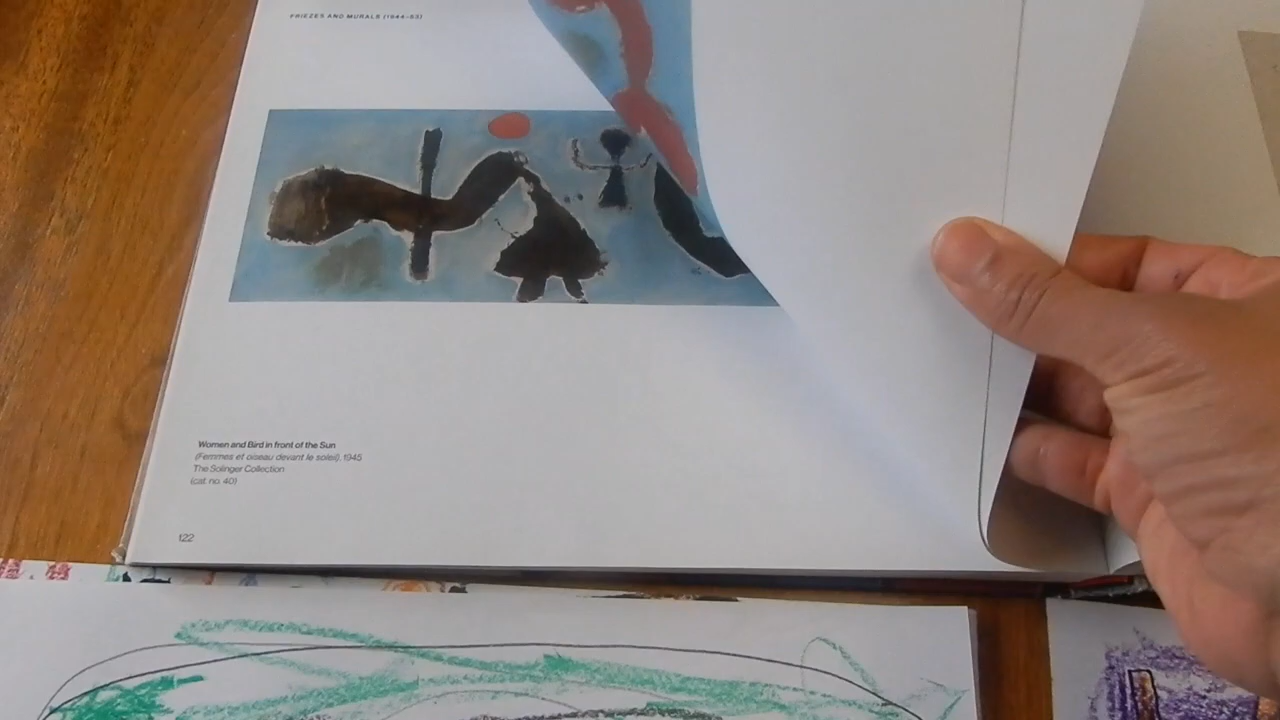 FRIEZES AND MURALS (1944–63)
Women and Bird in front of the Sun
(Femmes et oiseau devant le soleil), 1945
The Solinger Collection
(cat. no. 40)
122